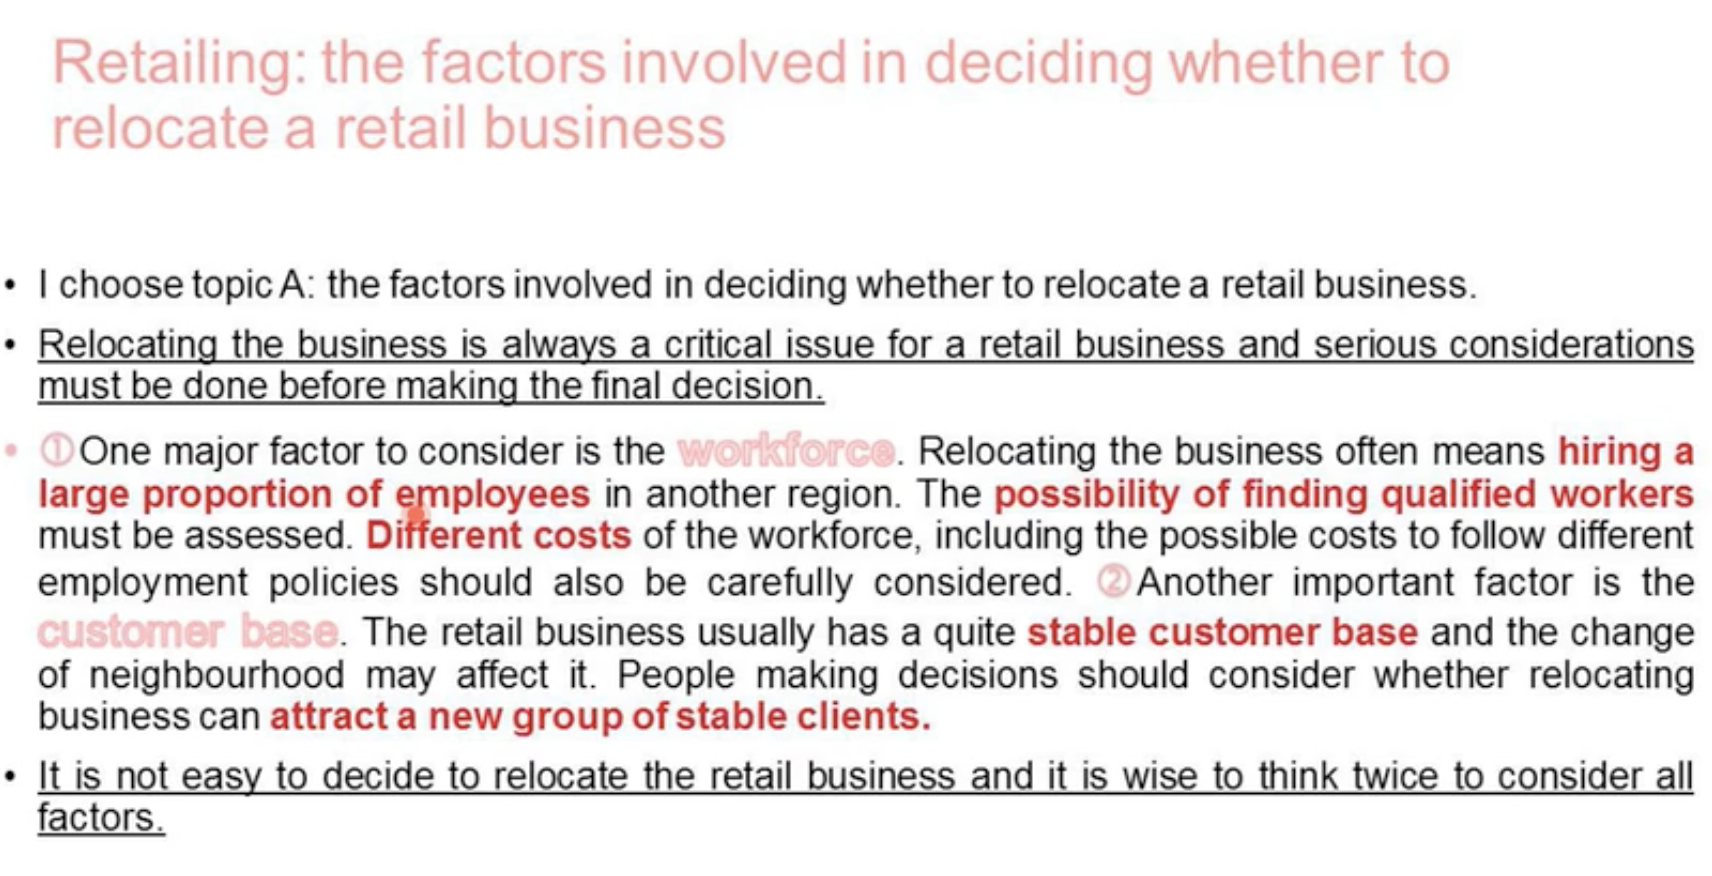 Retailing: the factors involved in deciding whether to
relocate a retail business
• I choose topic A: the factors involved in deciding whether to relocate a retail business.
• Relocating the business is always a critical issue for a retail business and serious considerations
must be done before making the final decision.
• ①One major factor to consider is the workforce. Relocating the business often means hiring a
large proportion of employees in another region. The possibility of finding qualified workers
must be assessed. Different costs of the workforce, including the possible costs to follow different
employment policies should also be carefully considered. ②Another important factor is the
customer base. The retail business usually has a quite stable customer base and the change
of neighbourhood may affect it. People making decisions should consider whether relocating
business can attract a new group of stable clients.
• It is not easy to decide to relocate the retail business and it is wise to think twice to consider all
factors.